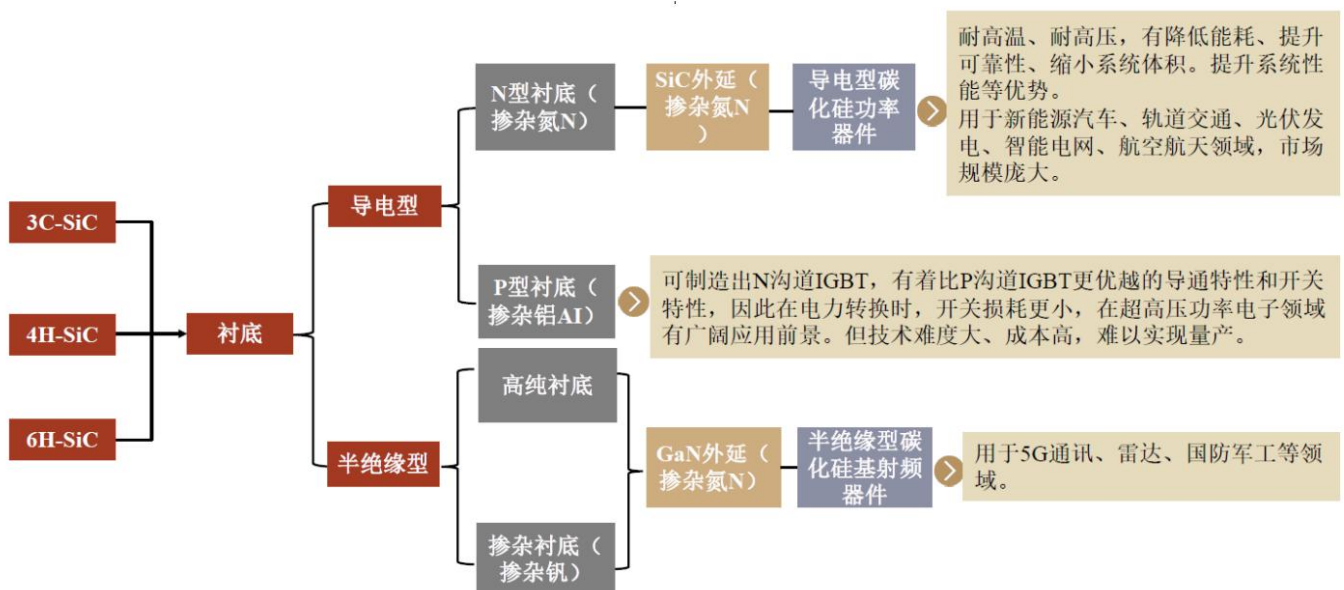 3C-SiC
4H-SiC
6H-SiC
衬底
导电型
半绝缘型
N型衬底（
掺杂氮N）
SiC外延（
掺杂氮N
）
导电型碳
化硅功率
器件
耐高温、耐高压，有降低能耗、提升
可靠性、缩小系统体积。提升系统性
能等优势。
用于新能源汽车、轨道交通、光伏发
电、智能电网、航空航天领域，市场
规模庞大。
P型衬底（
掺杂铝AI）
可制造出N沟道IGBT，有着比P沟道IGBT更优越的导通特性和开关
特性，因此在电力转换时，开关损耗更小，在超高压功率电子领域
有广阔应用前景。但技术难度大、成本高，难以实现量产。
高纯衬底
掺杂衬底（
掺杂钒）
GaN外延（
掺杂氮N）
半绝缘型碳
化硅基射频
器件
用于5G通讯、雷达、国防军工等领
域。